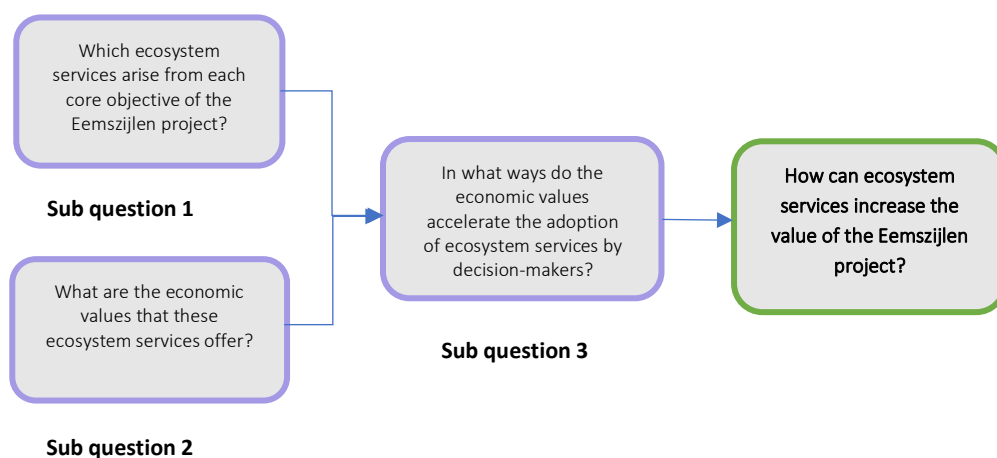 Which ecosystem
services arise from each
core objective of the
Eemszijlen project?
Sub question 1
What are the economic
values that these
ecosystem services offer?
Sub question 2
In what ways do the
economic values
accelerate the adoption
of ecosystem services by
decision-makers?
Sub question 3
How can ecosystem
services increase the
value of the Eemszijlen
project?